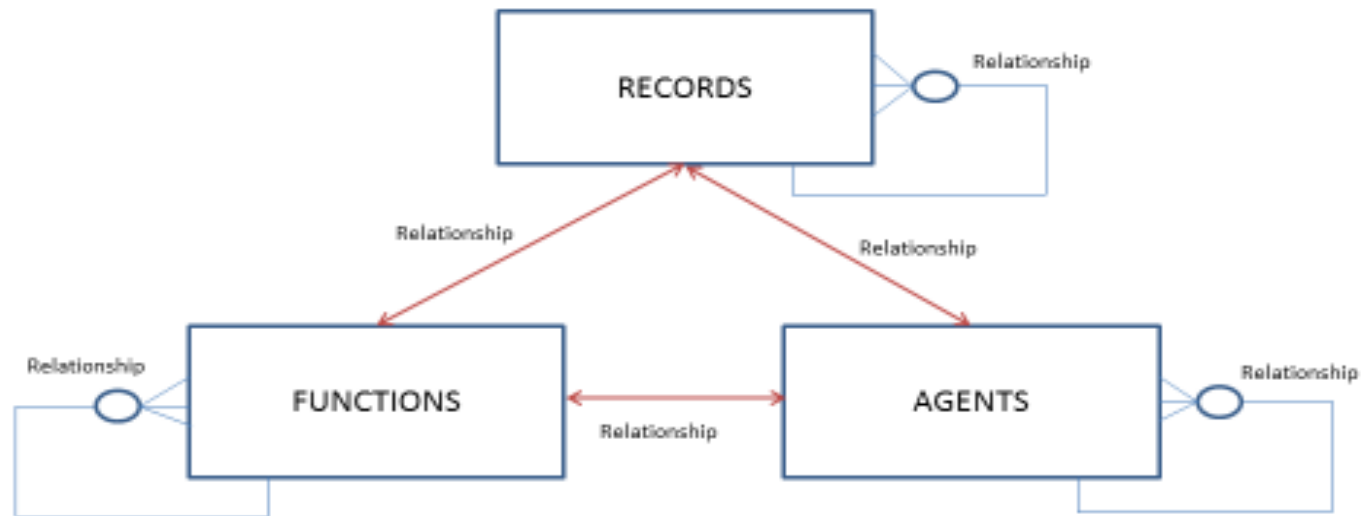 Relationship
RECORDS
Relationship
Relationship
Relationship
Relationship
FUNCTIONS
AGENTS
Relationship